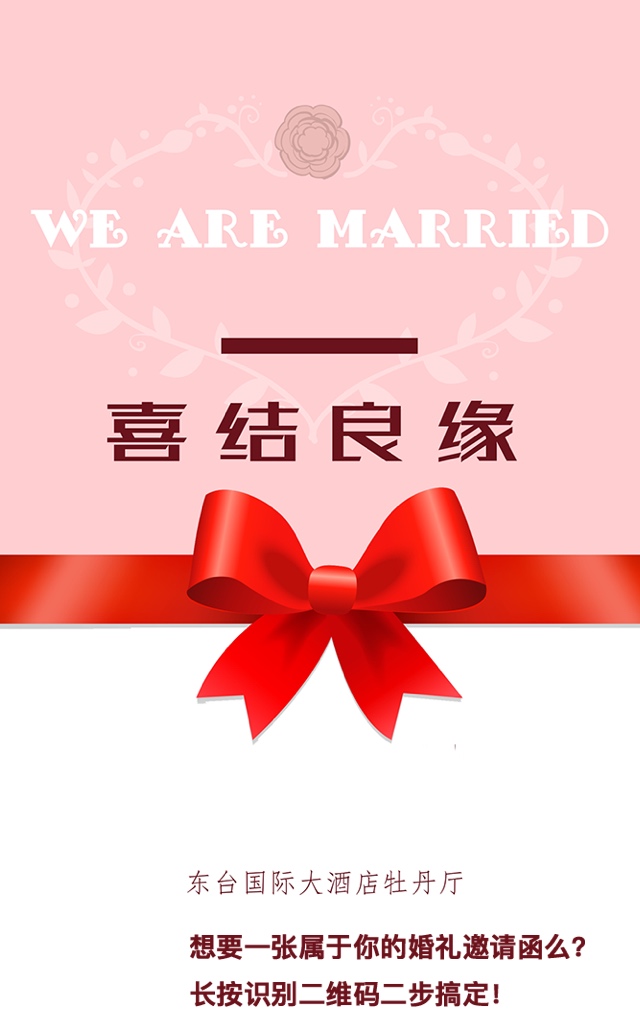 WE ARE MARRIED
喜结良缘
东台国际大酒店牡丹厅
想要一张属于你的婚礼邀请函么?
长按识别二维码二步搞定!